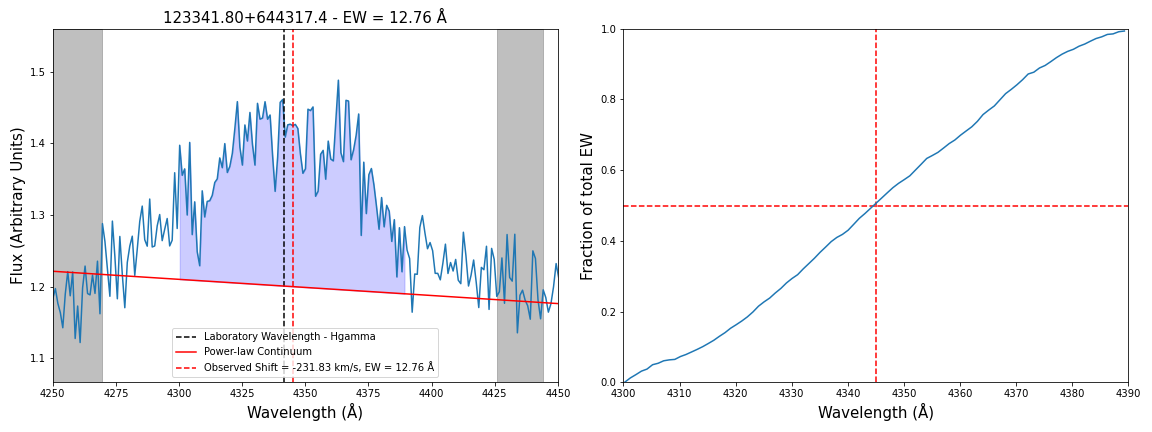 123341.80+644317.4 - EW = 12.76 Å
Flux (Arbitrary Units)
1.5
1.4
1.3
1.2
1.1
Laboratory Wavelength - Hgamma
Power-law Continuum
Observed Shift = -231.83 km/s, EW = 12.76 Å
4250 4275 4300 4325 4350 4375 4400 4425 4450
Wavelength (Å)
Fraction of total EW
1.0
0.8
0.6
0.4
0.2
0.0
4300 4310 4320 4330 4340 4350 4360 4370 4380 4390
Wavelength (Å)